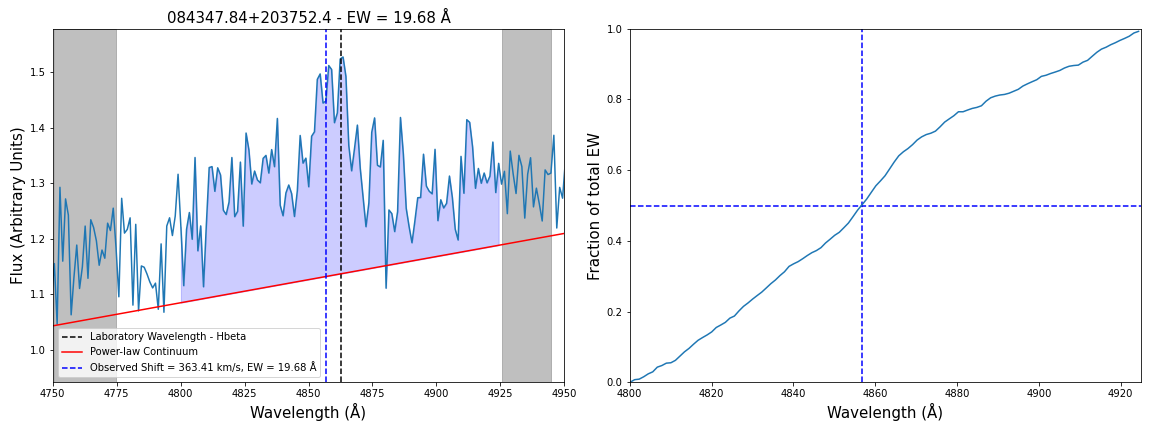 084347.84+203752.4 - EW = 19.68 Å
Flux (Arbitrary Units)
1.5
1.4
1.3
1.2
1.1
1.0
Laboratory Wavelength - Hbeta
Power-law Continuum
Observed Shift = 363.41 km/s, EW = 19.68 Å
4750 4775 4800 4825 4850 4875 4900 4925 4950
Wavelength (Å)
Fraction of total EW
1.0
0.8
0.6
0.4
0.2
0.0
4800 4820 4840 4860 4880 4900 4920
Wavelength (Å)